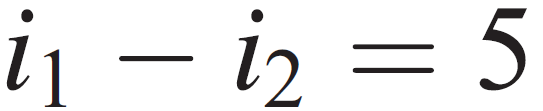 i₁ − i₂ = 5